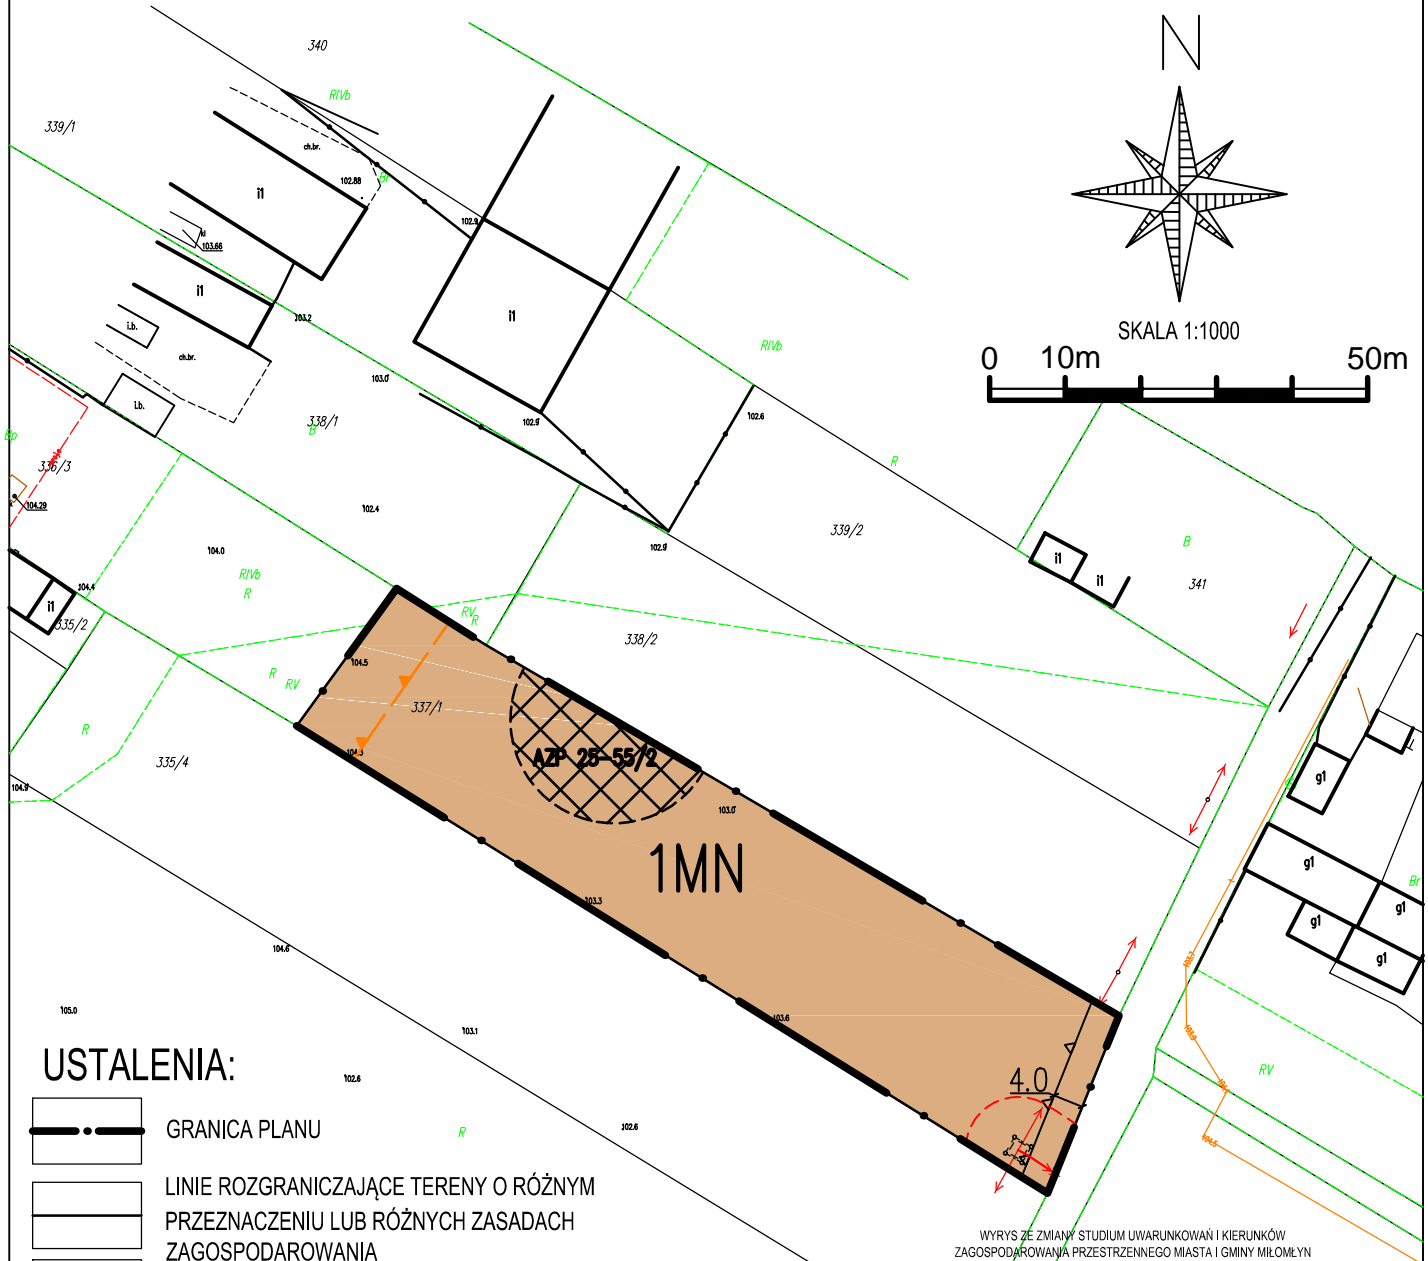 340
N
RIVb
339/1
ch.br.
102.88
Br
i1
102.9
kl
103.66
i1
103.2
i1
SKALA 1:1000
0 10m 50m
i.b.
ch.br.
RIVb
103.0
i.b.
338/1
B
102.9
102.6
Bp
336/3
R
104.29
102.4
339/2
B
104.0
102.9
i1
i1
341
RIVb
R
104.4
i1
335/2
RV
R
338/2
104.5
R
RV
337/1
R
104.3
335/4
AZP 25-55/2
104.9
g1
103.0
1MN
g1
Br
103.3
g1
g1
104.6
g1
105.0
103.6
103.1
USTALENIA:
102.6
4.0
RV
GRANICA PLANU
R
102.6
104.5
LINIE ROZGRANICZAJĄCE TERENY O RÓŻNYM
PRZEZNACZENIU LUB RÓŻNYCH ZASADACH
ZAGOSPODAROWANIA
WYRYS ZE ZMIANY STUDIUM UWARUNKOWAŃ I KIERUNKÓW
ZAGOSPODAROWANIA PRZESTRZENNEGO MIASTA I GMINY MIŁOMŁYN